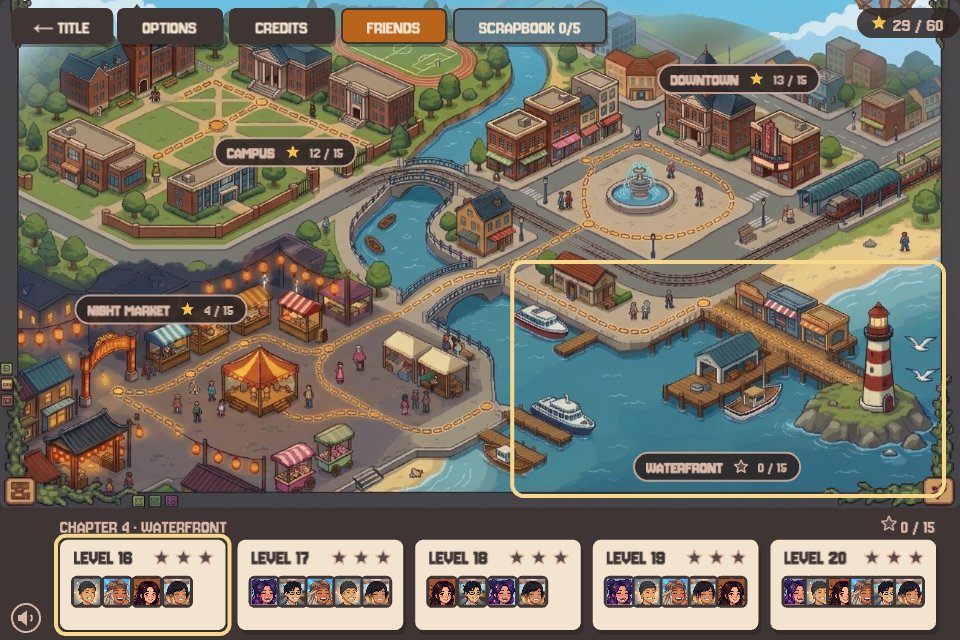 ← TITLE
OPTIONS
CREDITS
FRIENDS
SCRAPBOOK 0/5
★ 29 / 60
DOWNTOWN ★ 13 / 15
CAMPUS ★ 12 / 15
NIGHT MARKET ★ 4 / 15
WATERFRONT ☆ 0 / 15
CHAPTER 4 · WATERFRONT
☆ 0 / 15
LEVEL 16 ★ ★ ★
LEVEL 17 ★ ★ ★
LEVEL 18 ★ ★ ★
LEVEL 19 ★ ★ ★
LEVEL 20 ★ ★ ★